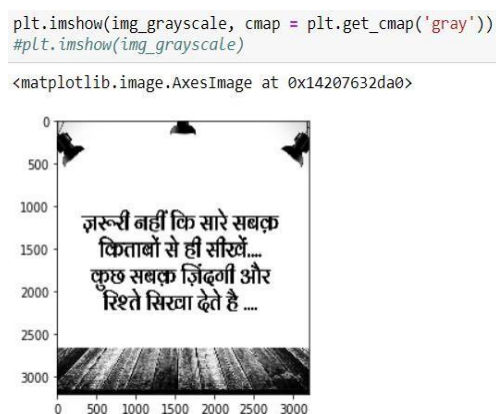 plt.imshow(img_grayscale, cmap = plt.get_cmap('gray'))
#plt.imshow(img_grayscale)
<matplotlib.image.AxesImage at 0x14207632da0>
0
500
1000
1500
2000
2500
3000
ज़रूरी नहीं कि सारे सबक़
किताबों से ही सीखें....
कुछ सबक़ ज़िंदगी और
रिश्ते सिखा देते है ....
0 500 1000 1500 2000 2500 3000